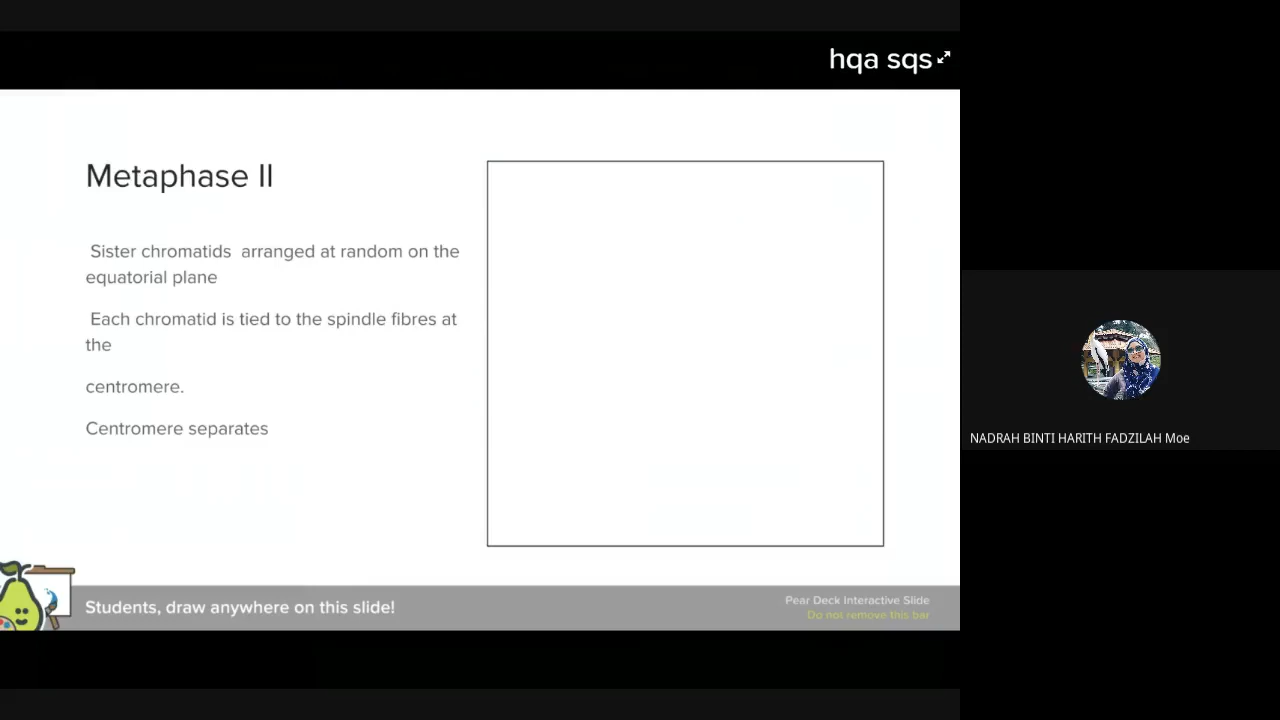 hqa sqs
Metaphase II
Sister chromatids arranged at random on the
equatorial plane
Each chromatid is tied to the spindle fibres at
the
centromere.
Centromere separates
Students, draw anywhere on this slide!
Pear Deck Interactive Slide
Do not remove this bar
NADRAH BINTI HARITH FADZILAH Moe